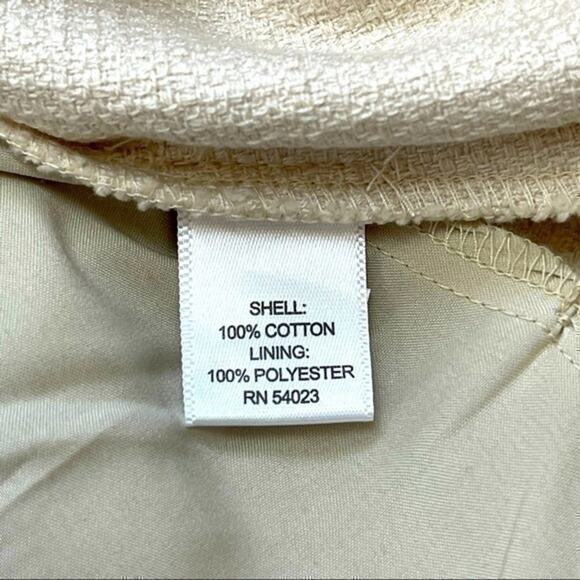 SHELL:
100% COTTON
LINING:
100% POLYESTER
RN 54023